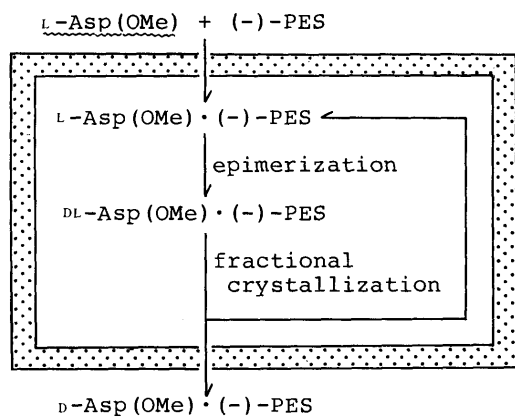 L-Asp(OMe) + (-)-PES
L-Asp(OMe)·(-)-PES
epimerization
DL-Asp(OMe)·(-)-PES
fractional
crystallization
D-Asp(OMe)·(-)-PES